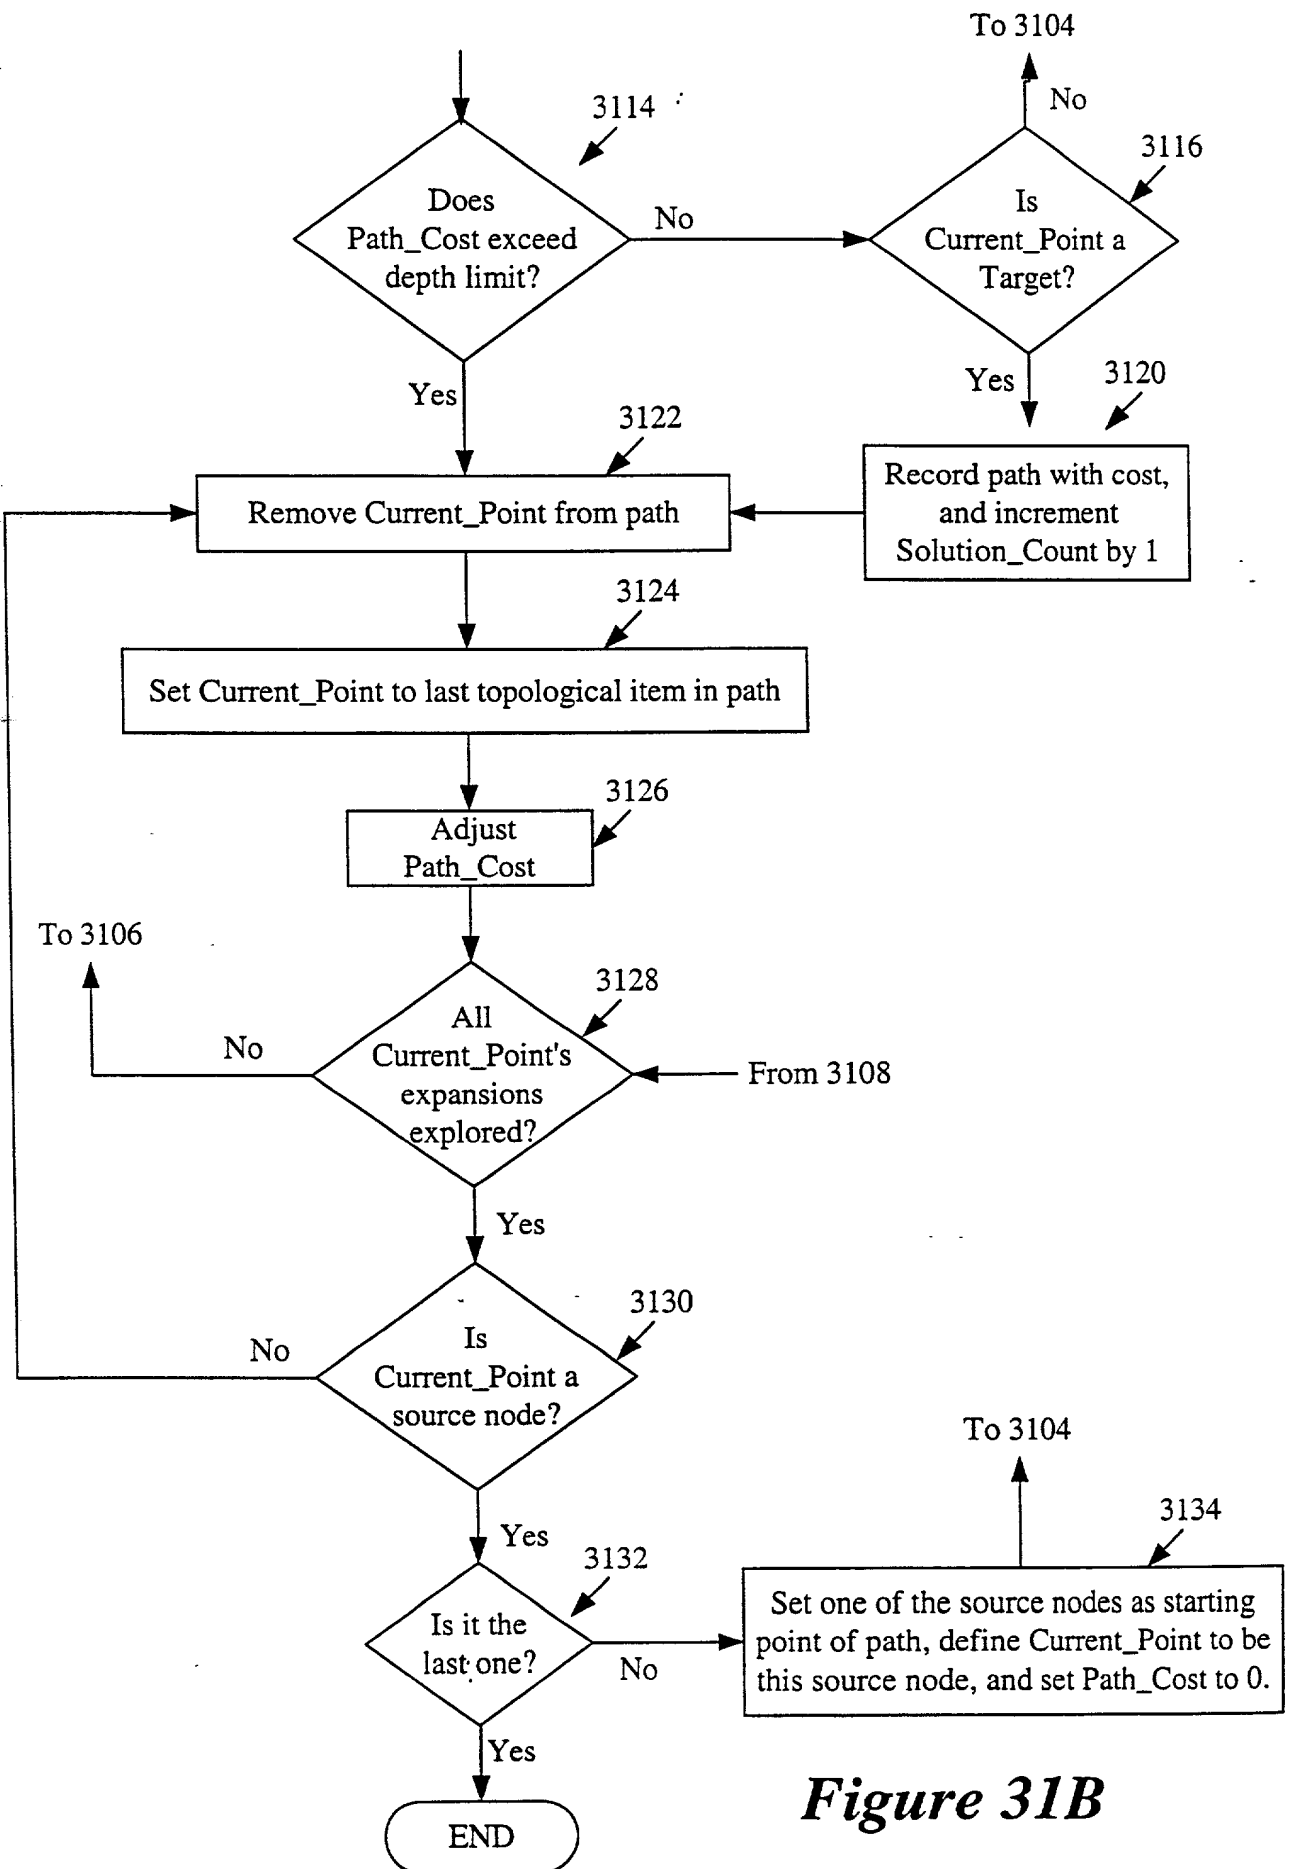 To 3104
No
3114
3116
Does
Path_Cost exceed
depth limit?
No
Is
Current_Point a
Target?
Yes
Yes
3120
3122
Remove Current_Point from path
Record path with cost,
and increment
Solution_Count by 1
3124
Set Current_Point to last topological item in path
3126
Adjust
Path_Cost
To 3106
3128
All
Current_Point's
expansions
explored?
No
From 3108
Yes
3130
Is
Current_Point a
source node?
No
To 3104
3134
Yes
3132
Is it the
last one?
No
Set one of the source nodes as starting
point of path, define Current_Point to be
this source node, and set Path_Cost to 0.
Yes
Figure 31B
END